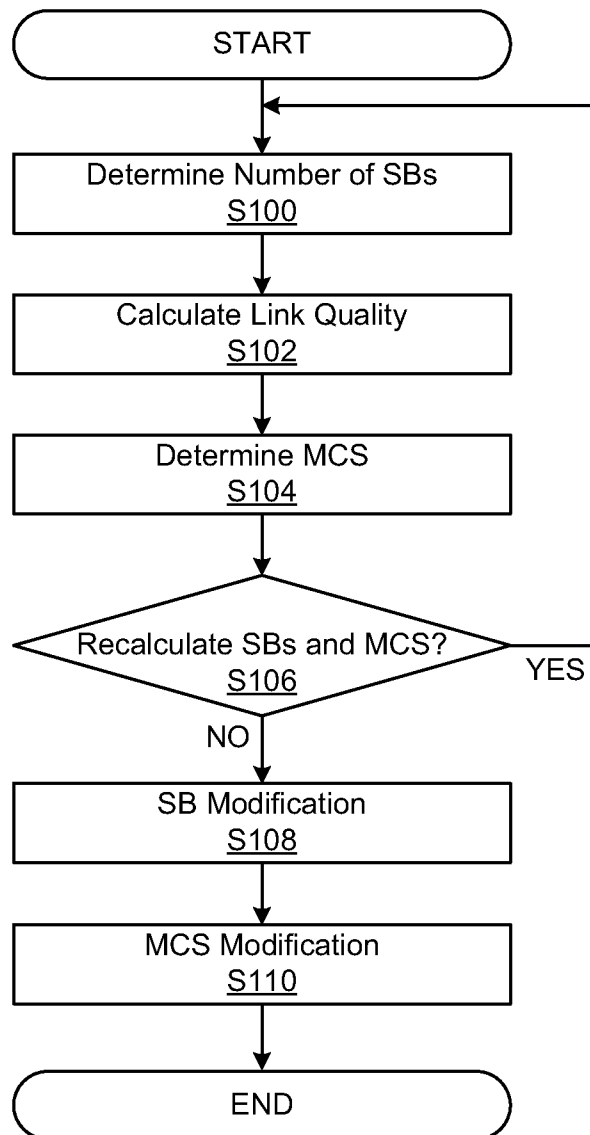 START
Determine Number of SBs
S100
Calculate Link Quality
S102
Determine MCS
S104
Recalculate SBs and MCS?
S106
YES
NO
SB Modification
S108
MCS Modification
S110
END